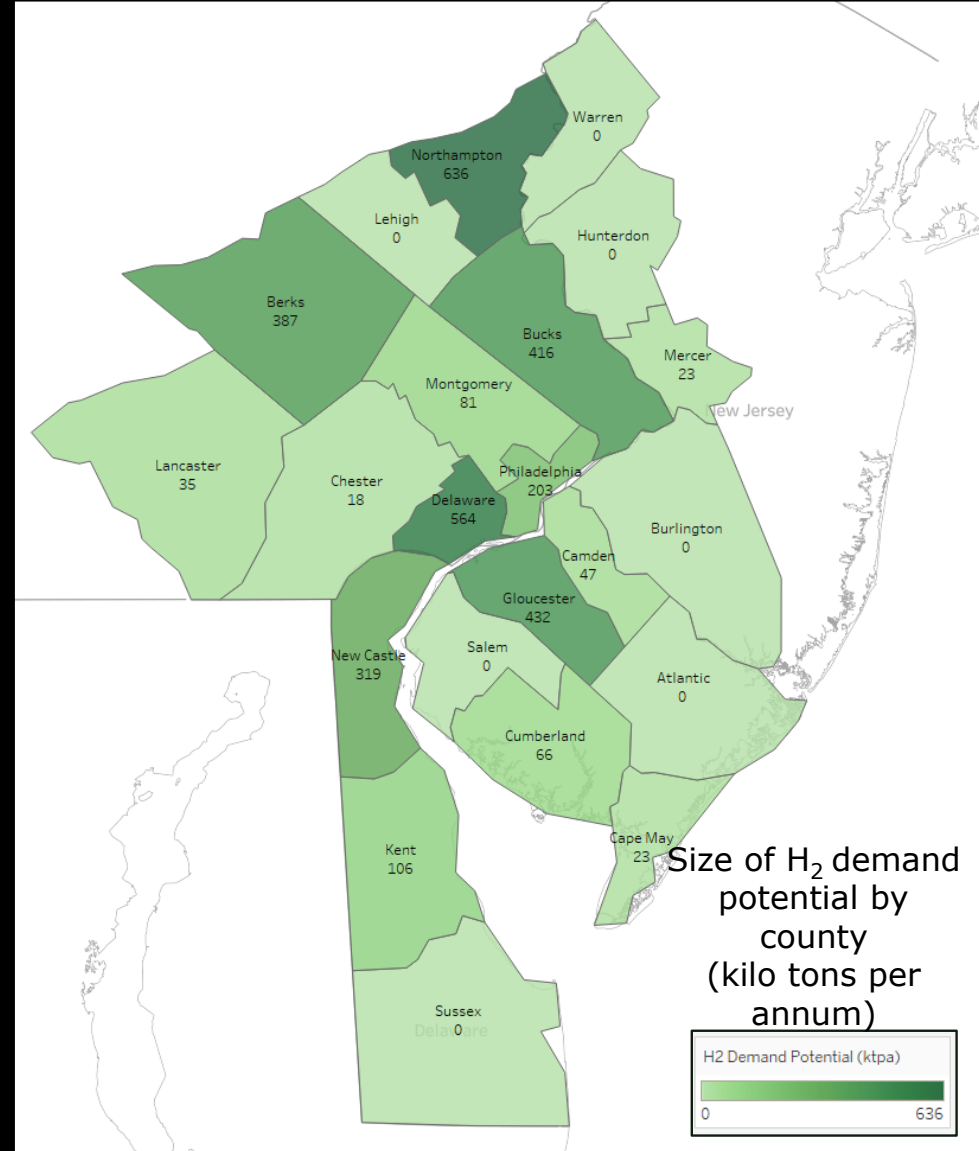 Warren
0
Northampton
636
Lehigh
0
Hunterdon
0
Berks
387
Bucks
416
Mercer
23
Montgomery
81
New Jersey
Lancaster
35
Chester
18
Philadelphia
203
Delaware
564
Burlington
0
Camden
47
Gloucester
432
Salem
0
New Castle
319
Atlantic
0
Cumberland
66
Cape May
23
Kent
106
Sussex
0
Delaware
Size of H₂ demand
potential by
county
(kilo tons per
annum)
H2 Demand Potential (ktpa)
0 636